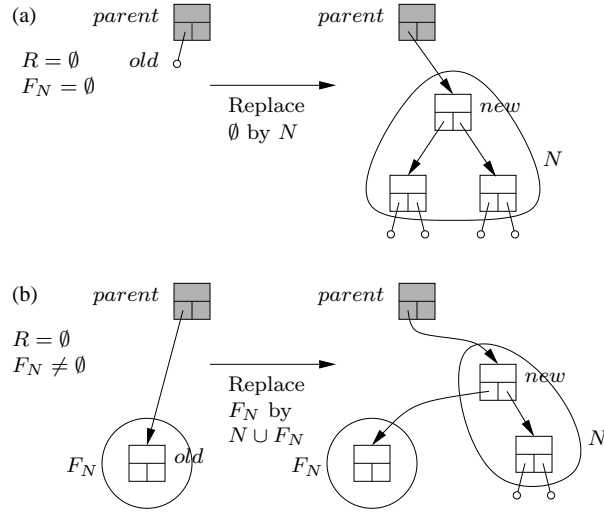 (a)
parent
parent
R = ∅
old
F_N = ∅
Replace
∅ by N
new
N
(b)
parent
parent
R = ∅
F_N ≠ ∅
Replace
F_N by
N ∪ F_N
new
N
F_N
old
F_N